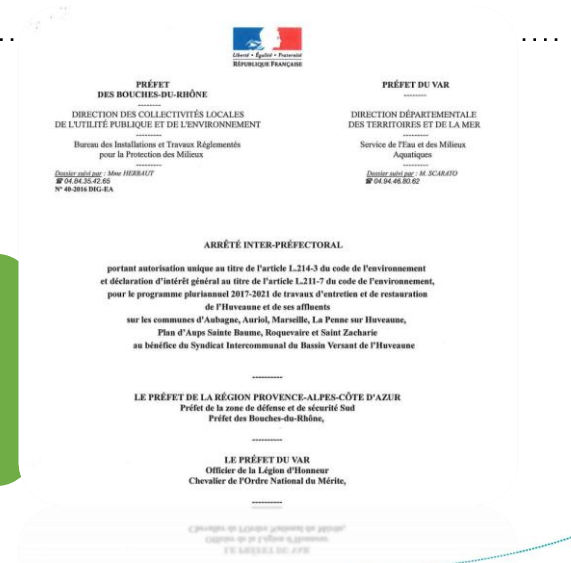 Liberté • Égalité • Fraternité
RÉPUBLIQUE FRANÇAISE
PRÉFET
DES BOUCHES-DU-RHÔNE
DIRECTION DES COLLECTIVITÉS LOCALES
DE L'UTILITÉ PUBLIQUE ET DE L'ENVIRONNEMENT
Bureau des Installations et Travaux Réglementés
pour la Protection des Milieux
Dossier suivi par : Mme HERBAUT
☎ 04.84.35.42.65
N° 40-2016 DIG-EA
PRÉFET DU VAR
DIRECTION DÉPARTEMENTALE
DES TERRITOIRES ET DE LA MER
Service de l'Eau et des Milieux
Aquatiques
Dossier suivi par : M. SCARATO
☎ 04.94.46.80.62
ARRÊTÉ INTER-PRÉFECTORAL
portant autorisation unique au titre de l'article L.214-3 du code de l'environnement
et déclaration d'intérêt général au titre de l'article L.211-7 du code de l'environnement,
pour le programme pluriannuel 2017-2021 de travaux d'entretien et de restauration
de l'Huveaune et de ses affluents
sur les communes d'Aubagne, Auriol, Marseille, La Penne sur Huveaune,
Plan d'Aups Sainte Baume, Roquevaire et Saint Zacharie
au bénéfice du Syndicat Intercommunal du Bassin Versant de l'Huveaune
LE PRÉFET DE LA RÉGION PROVENCE-ALPES-CÔTE D'AZUR
Préfet de la zone de défense et de sécurité Sud
Préfet des Bouches-du-Rhône,
LE PRÉFET DU VAR
Officier de la Légion d'Honneur
Chevalier de l'Ordre National du Mérite,